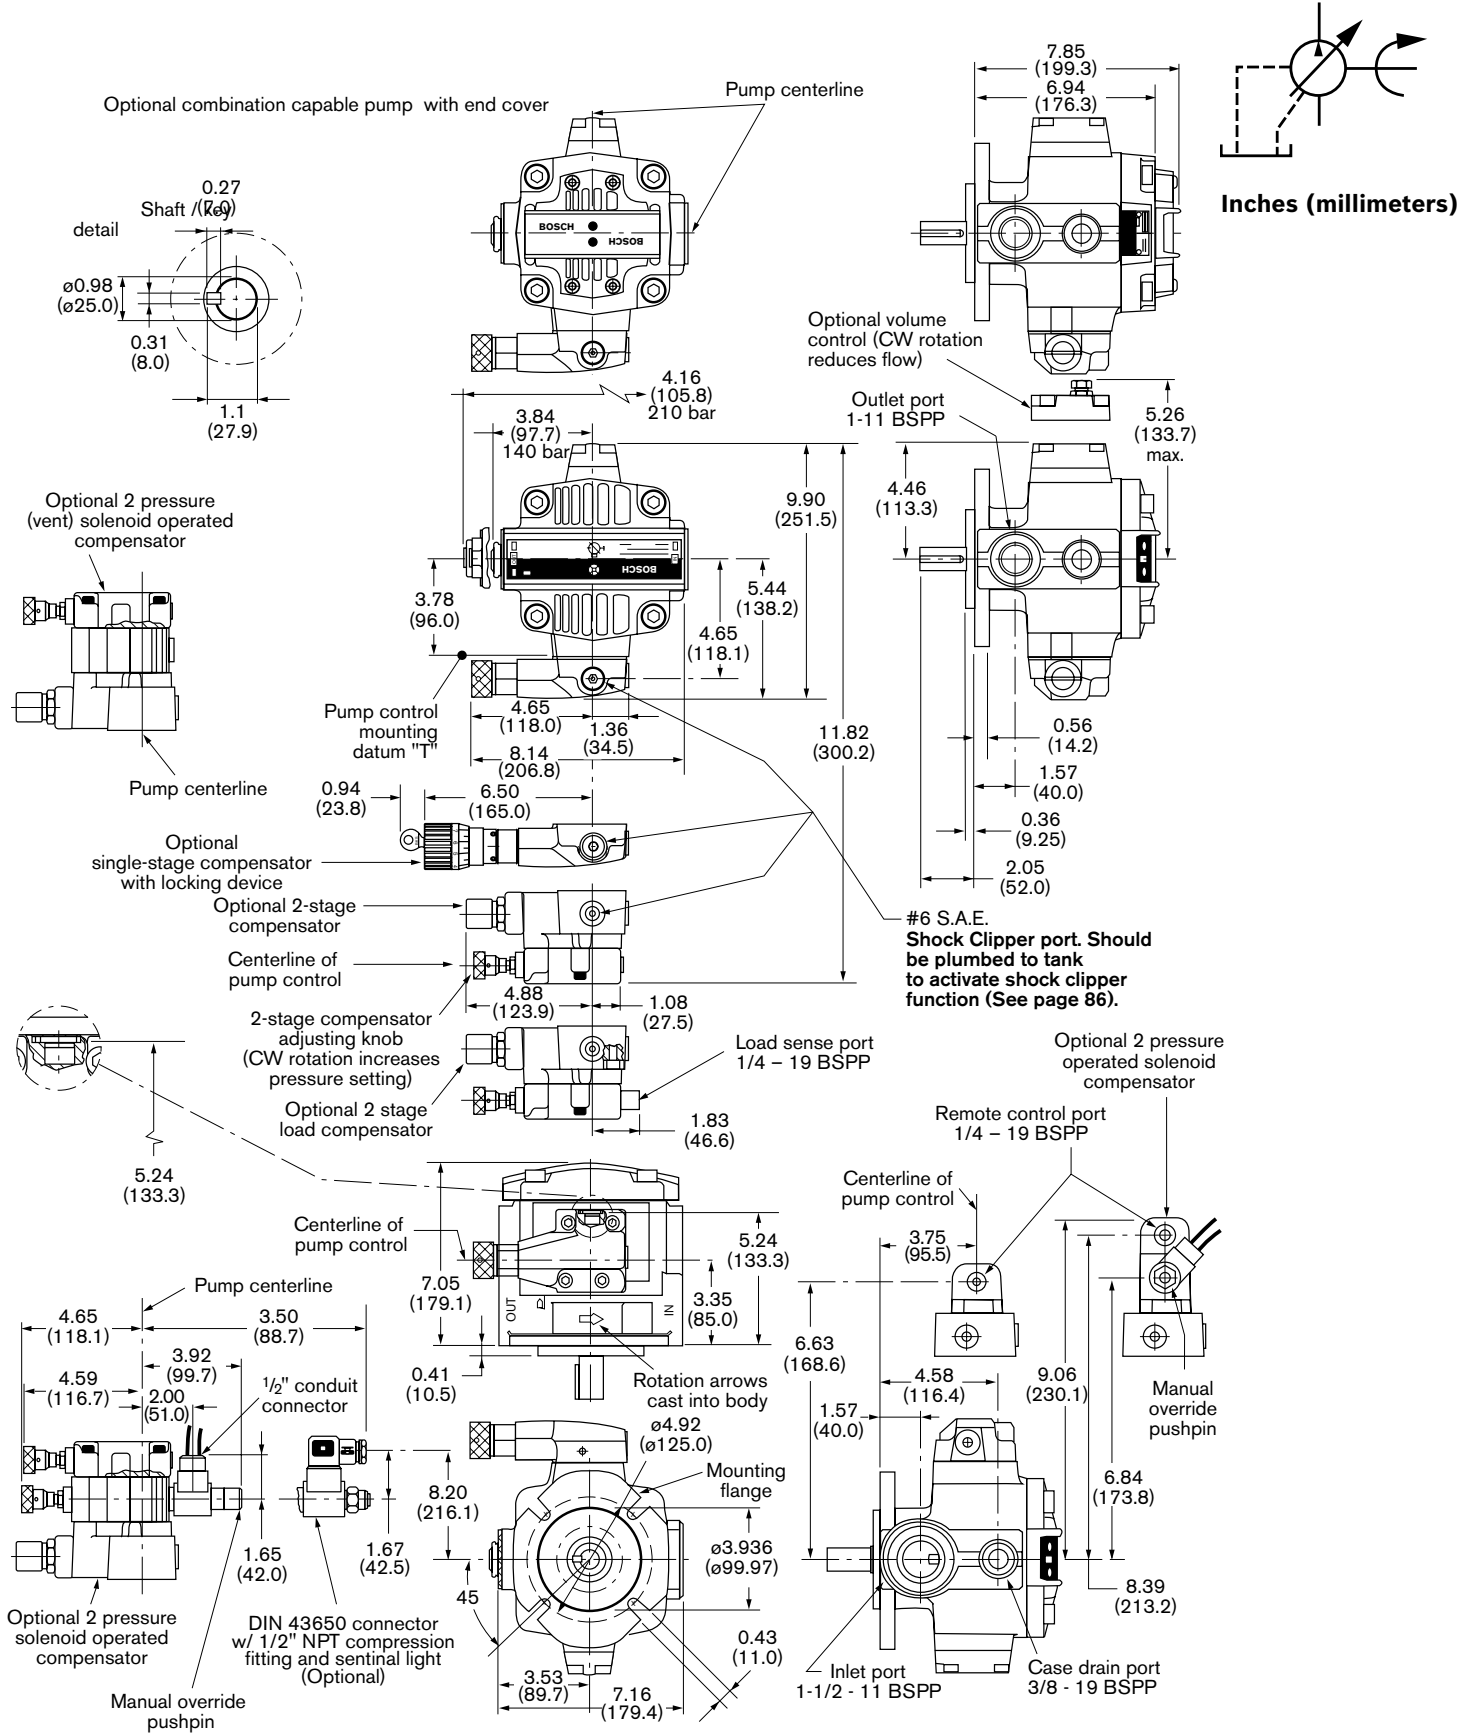 7.85
(199.3)
6.94
(176.3)
Inches (millimeters)
Optional combination capable pump with end cover
Pump centerline
BOSCH
BOSCH
0.27
(7.0)
Shaft / key
detail
ø0.98
(ø25.0)
0.31
(8.0)
1.1
(27.9)
Optional volume
control (CW rotation
reduces flow)
Outlet port
1-11 BSPP
5.26
(133.7)
max.
4.16
(105.8)
210 bar
3.84
(97.7)
140 bar
9.90
(251.5)
4.46
(113.3)
Optional 2 pressure
(vent) solenoid operated
compensator
Pump centerline
BOSCH
3.78
(96.0)
5.44
(138.2)
4.65
(118.1)
Pump control
mounting
datum "T"
4.65
(118.0)
1.36
(34.5)
8.14
(206.8)
11.82
(300.2)
0.56
(14.2)
1.57
(40.0)
0.36
(9.25)
2.05
(52.0)
0.94
(23.8)
6.50
(165.0)
Optional
single-stage compensator
with locking device
Optional 2-stage
compensator
Centerline of
pump control
#6 S.A.E.
Shock Clipper port. Should
be plumbed to tank
to activate shock clipper
function (See page 86).
4.88
(123.9)
1.08
(27.5)
2-stage compensator
adjusting knob
(CW rotation increases
pressure setting)
Optional 2 stage
load compensator
Load sense port
1/4 – 19 BSPP
1.83
(46.6)
5.24
(133.3)
Optional 2 pressure
operated solenoid
compensator
Remote control port
1/4 – 19 BSPP
Centerline of
pump control
3.75
(95.5)
Centerline of
pump control
7.05
(179.1)
5.24
(133.3)
3.35
(85.0)
OUT
IN
0.41
(10.5)
Rotation arrows
cast into body
6.63
(168.6)
4.58
(116.4)
1.57
(40.0)
9.06
(230.1)
Manual
override
pushpin
6.84
(173.8)
8.39
(213.2)
Pump centerline
4.65
(118.1)
3.50
(88.7)
3.92
(99.7)
4.59
(116.7)
2.00
(51.0)
1/2" conduit
connector
1.65
(42.0)
1.67
(42.5)
Optional 2 pressure
solenoid operated
compensator
Manual override
pushpin
DIN 43650 connector
w/ 1/2" NPT compression
fitting and sentinal light
(Optional)
8.20
(216.1)
45
ø4.92
(ø125.0)
Mounting
flange
ø3.936
(ø99.97)
0.43
(11.0)
3.53
(89.7)
7.16
(179.4)
Inlet port
1-1/2 - 11 BSPP
Case drain port
3/8 - 19 BSPP